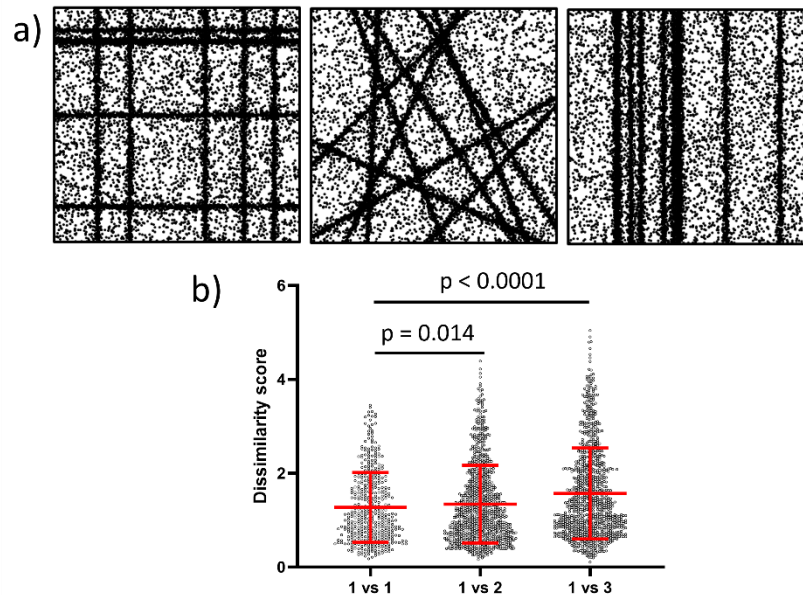 a)
b)
6
p < 0.0001
p = 0.014
4
Dissimilarity score
2
0
1 vs 1
1 vs 2
1 vs 3